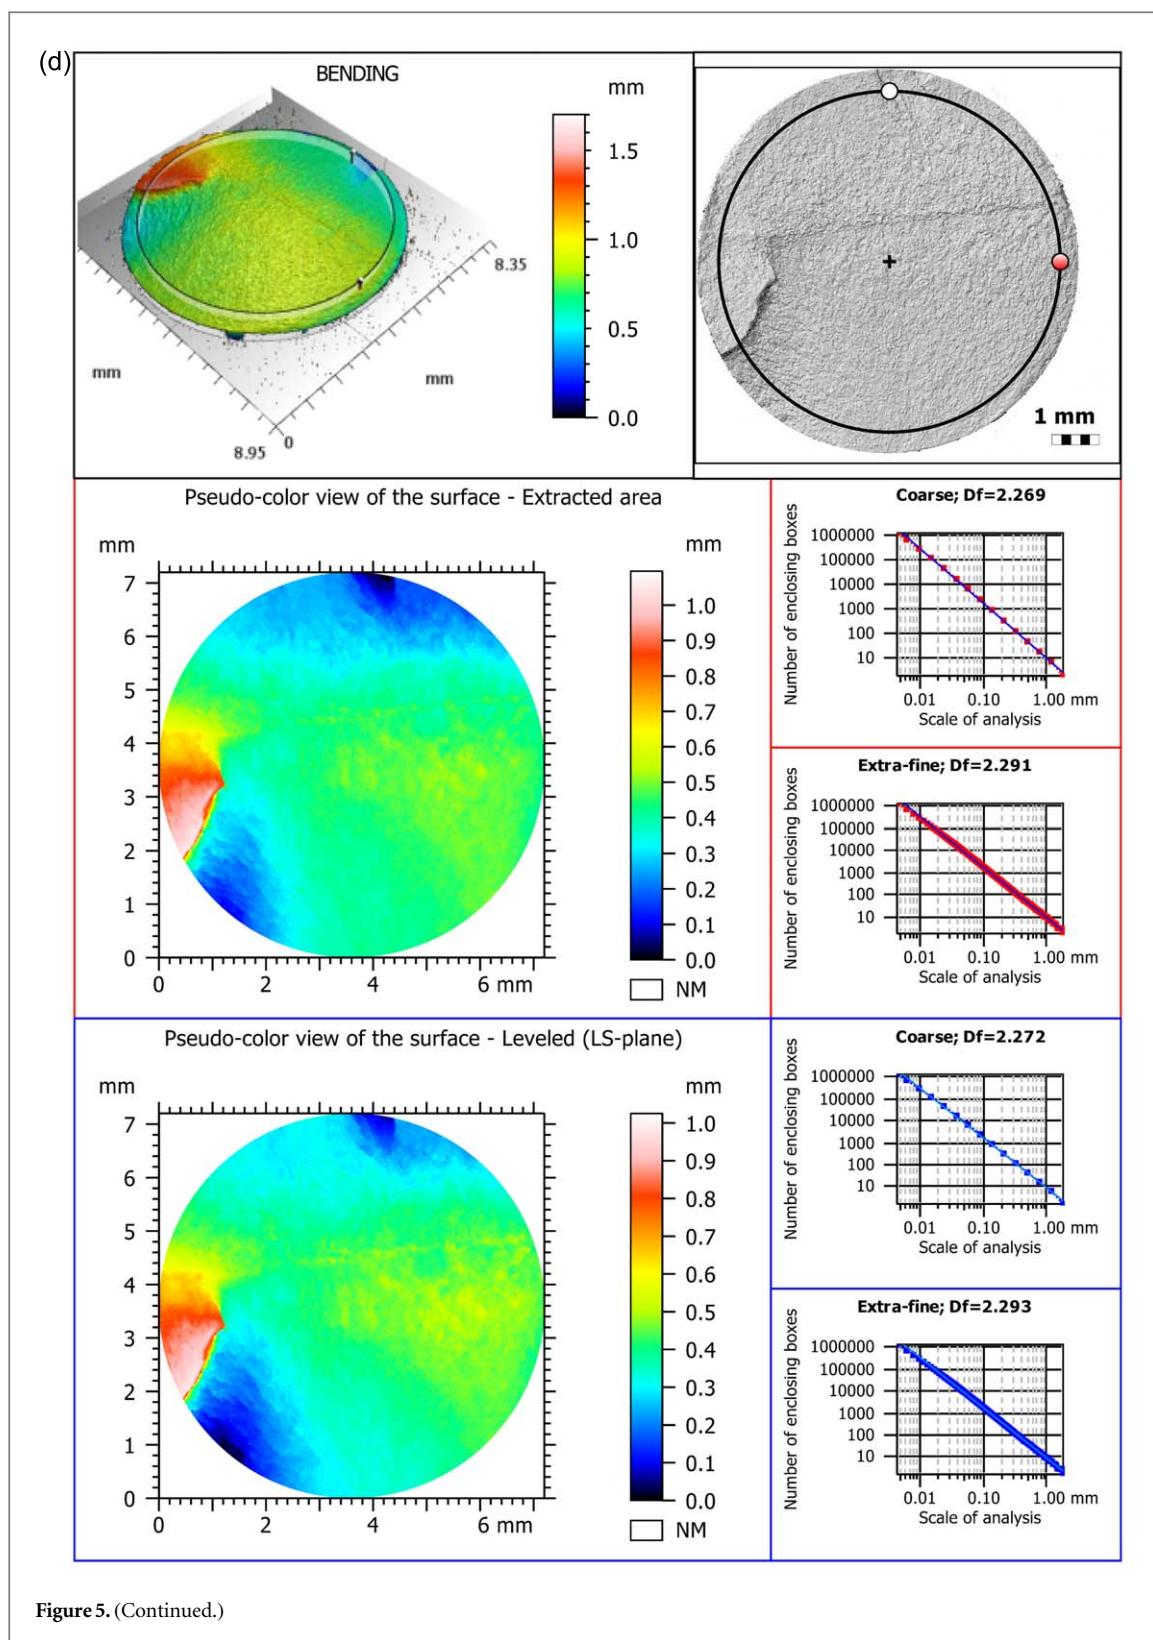 (d)
BENDING
mm
1.5
1.0
0.5
0.0
8.35
mm
mm
8.95
0
1 mm
Pseudo-color view of the surface - Extracted area
mm
7
6
5
4
3
2
1
0
0 2 4 6 mm
mm
1.0
0.9
0.8
0.7
0.6
0.5
0.4
0.3
0.2
0.1
0.0
NM
Coarse; Df=2.269
Number of enclosing boxes
1000000
100000
10000
1000
100
10
0.01 0.10 1.00 mm
Scale of analysis
Extra-fine; Df=2.291
Number of enclosing boxes
1000000
100000
10000
1000
100
10
0.01 0.10 1.00 mm
Scale of analysis
Pseudo-color view of the surface - Leveled (LS-plane)
mm
7
6
5
4
3
2
1
0
0 2 4 6 mm
mm
1.0
0.9
0.8
0.7
0.6
0.5
0.4
0.3
0.2
0.1
0.0
NM
Coarse; Df=2.272
Number of enclosing boxes
1000000
100000
10000
1000
100
10
0.01 0.10 1.00 mm
Scale of analysis
Extra-fine; Df=2.293
Number of enclosing boxes
1000000
100000
10000
1000
100
10
0.01 0.10 1.00 mm
Scale of analysis
Figure 5. (Continued.)